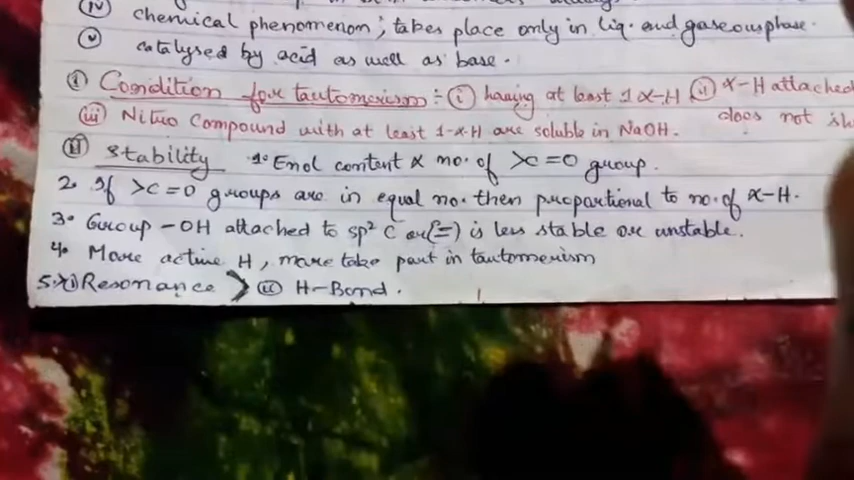 (iv) chemical phenomenon; takes place only in liq. and gaseous phase.
(v) catalysed by acid as well as base.
(I) Condition for tautomerism :- (i) having at least 1 α-H (ii) α-H attached
(iii) Nitro Compound with at least 1-α-H are soluble in NaOH. does not
(II) Stability 1. Enol content α no. of >C=O group.
2. If >C=O groups are in equal no. then proportional to no. of α-H.
3. Group -OH attached to sp² C or (=) is less stable or unstable.
4. More active H, more take part in tautomerism
5. (i) Resonance > (ii) H-Bond.